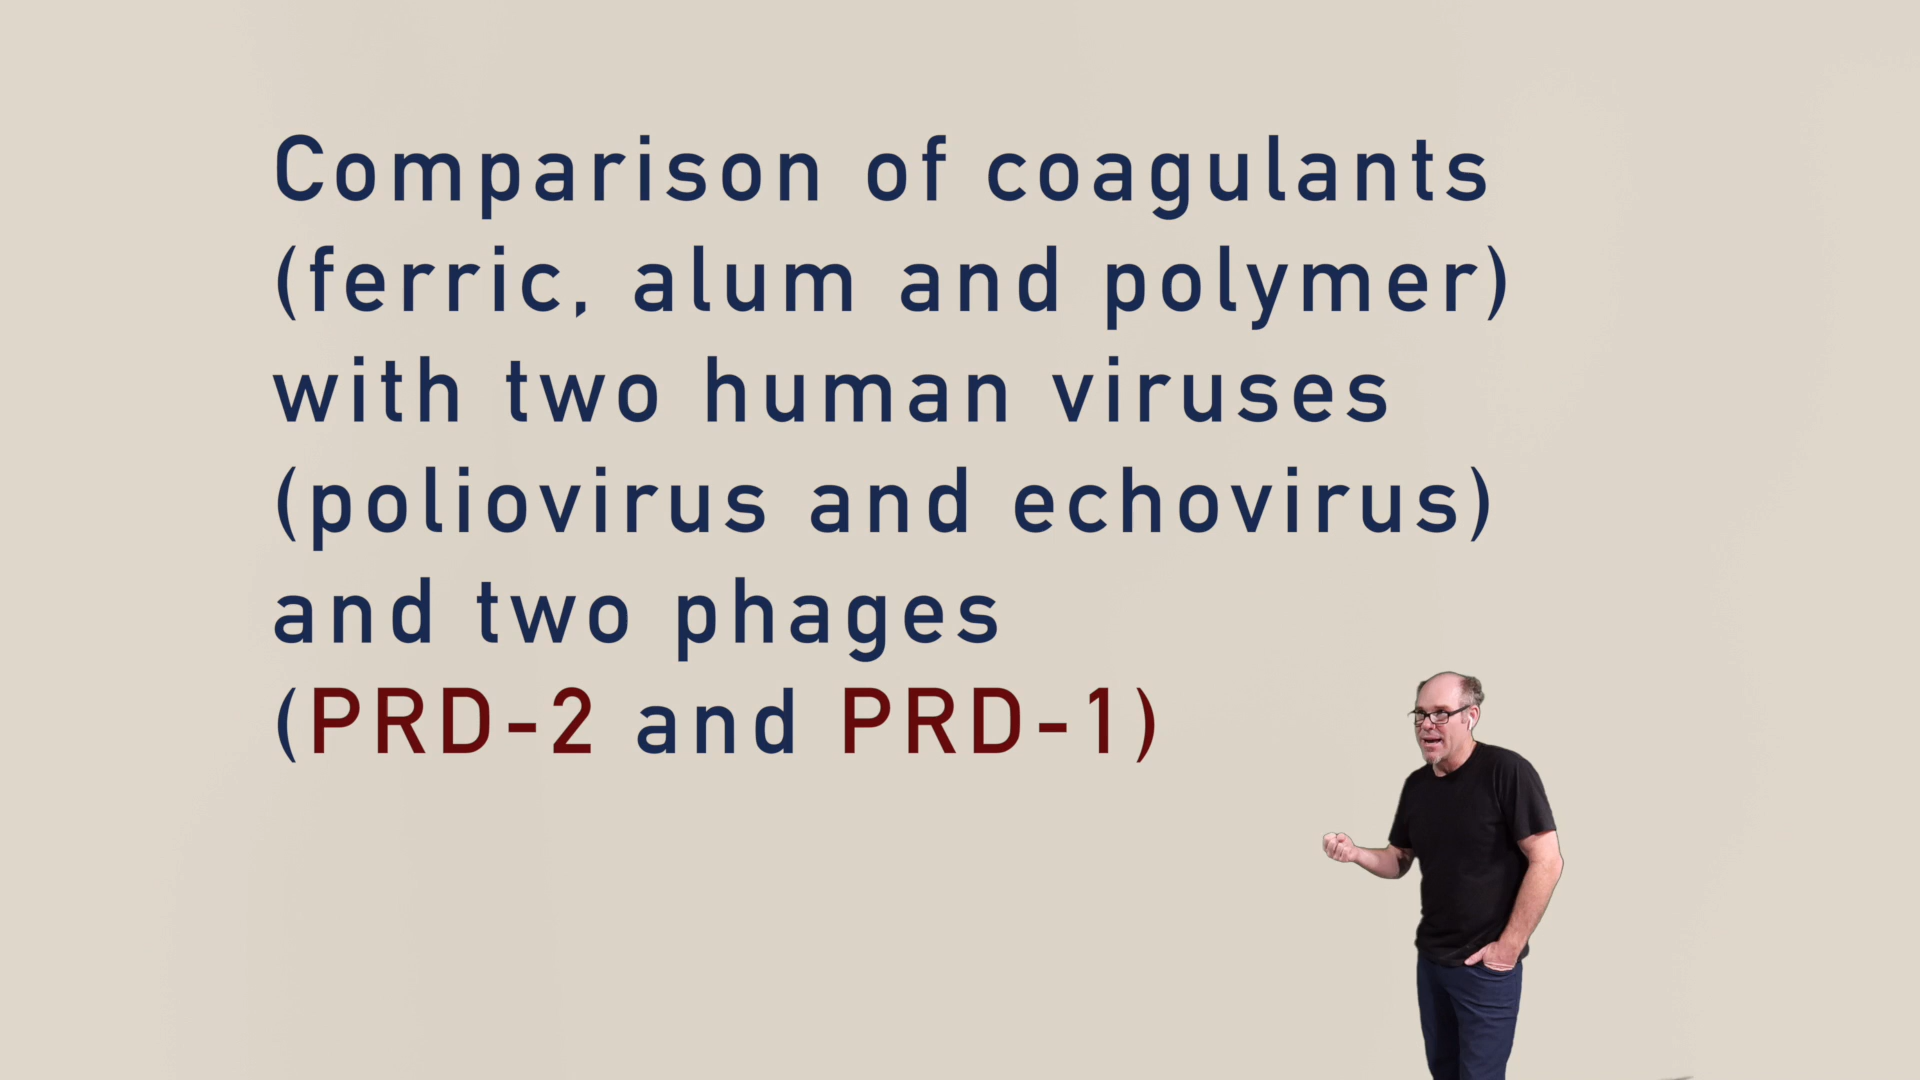 Comparison of coagulants
(ferric, alum and polymer)
with two human viruses
(poliovirus and echovirus)
and two phages
(PRD-2 and PRD-1)